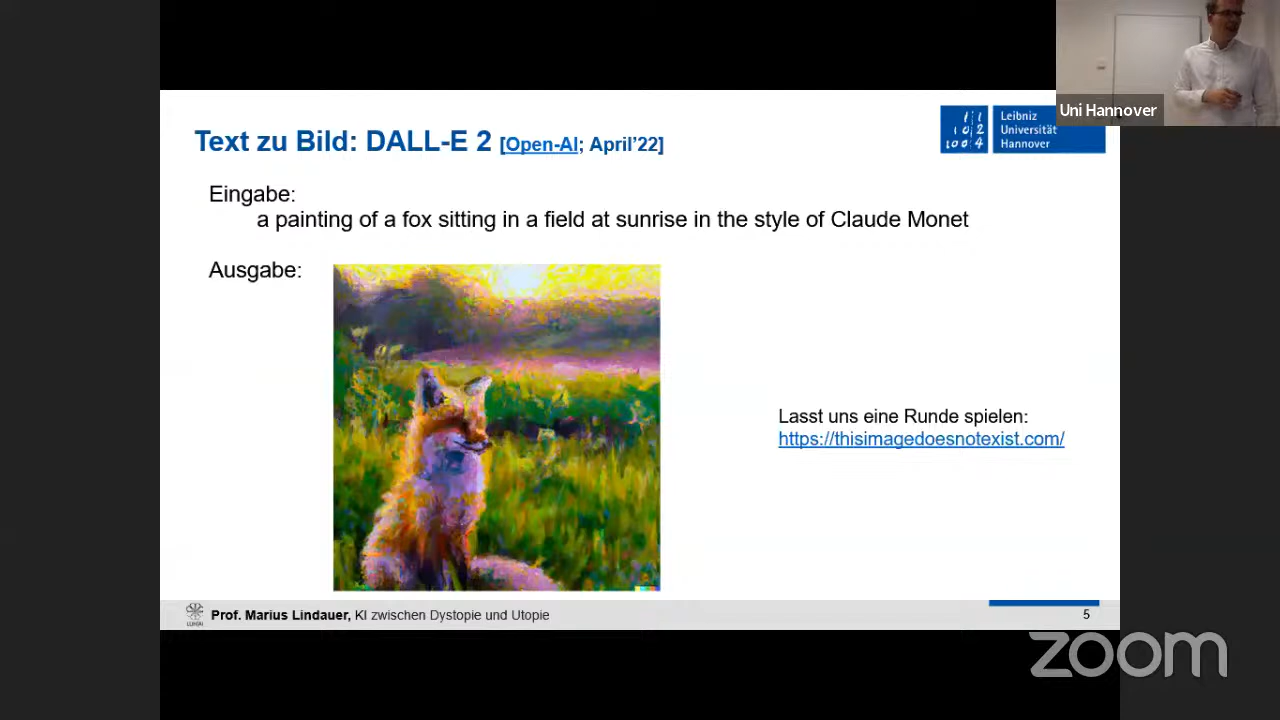 Uni Hannover
Text zu Bild: DALL-E 2 [Open-AI; April'22]
Leibniz
Universität
Hannover
Eingabe:
a painting of a fox sitting in a field at sunrise in the style of Claude Monet
Ausgabe:
Lasst uns eine Runde spielen:
https://thisimagedoesnotexist.com/
Prof. Marius Lindauer, KI zwischen Dystopie und Utopie
5
zoom